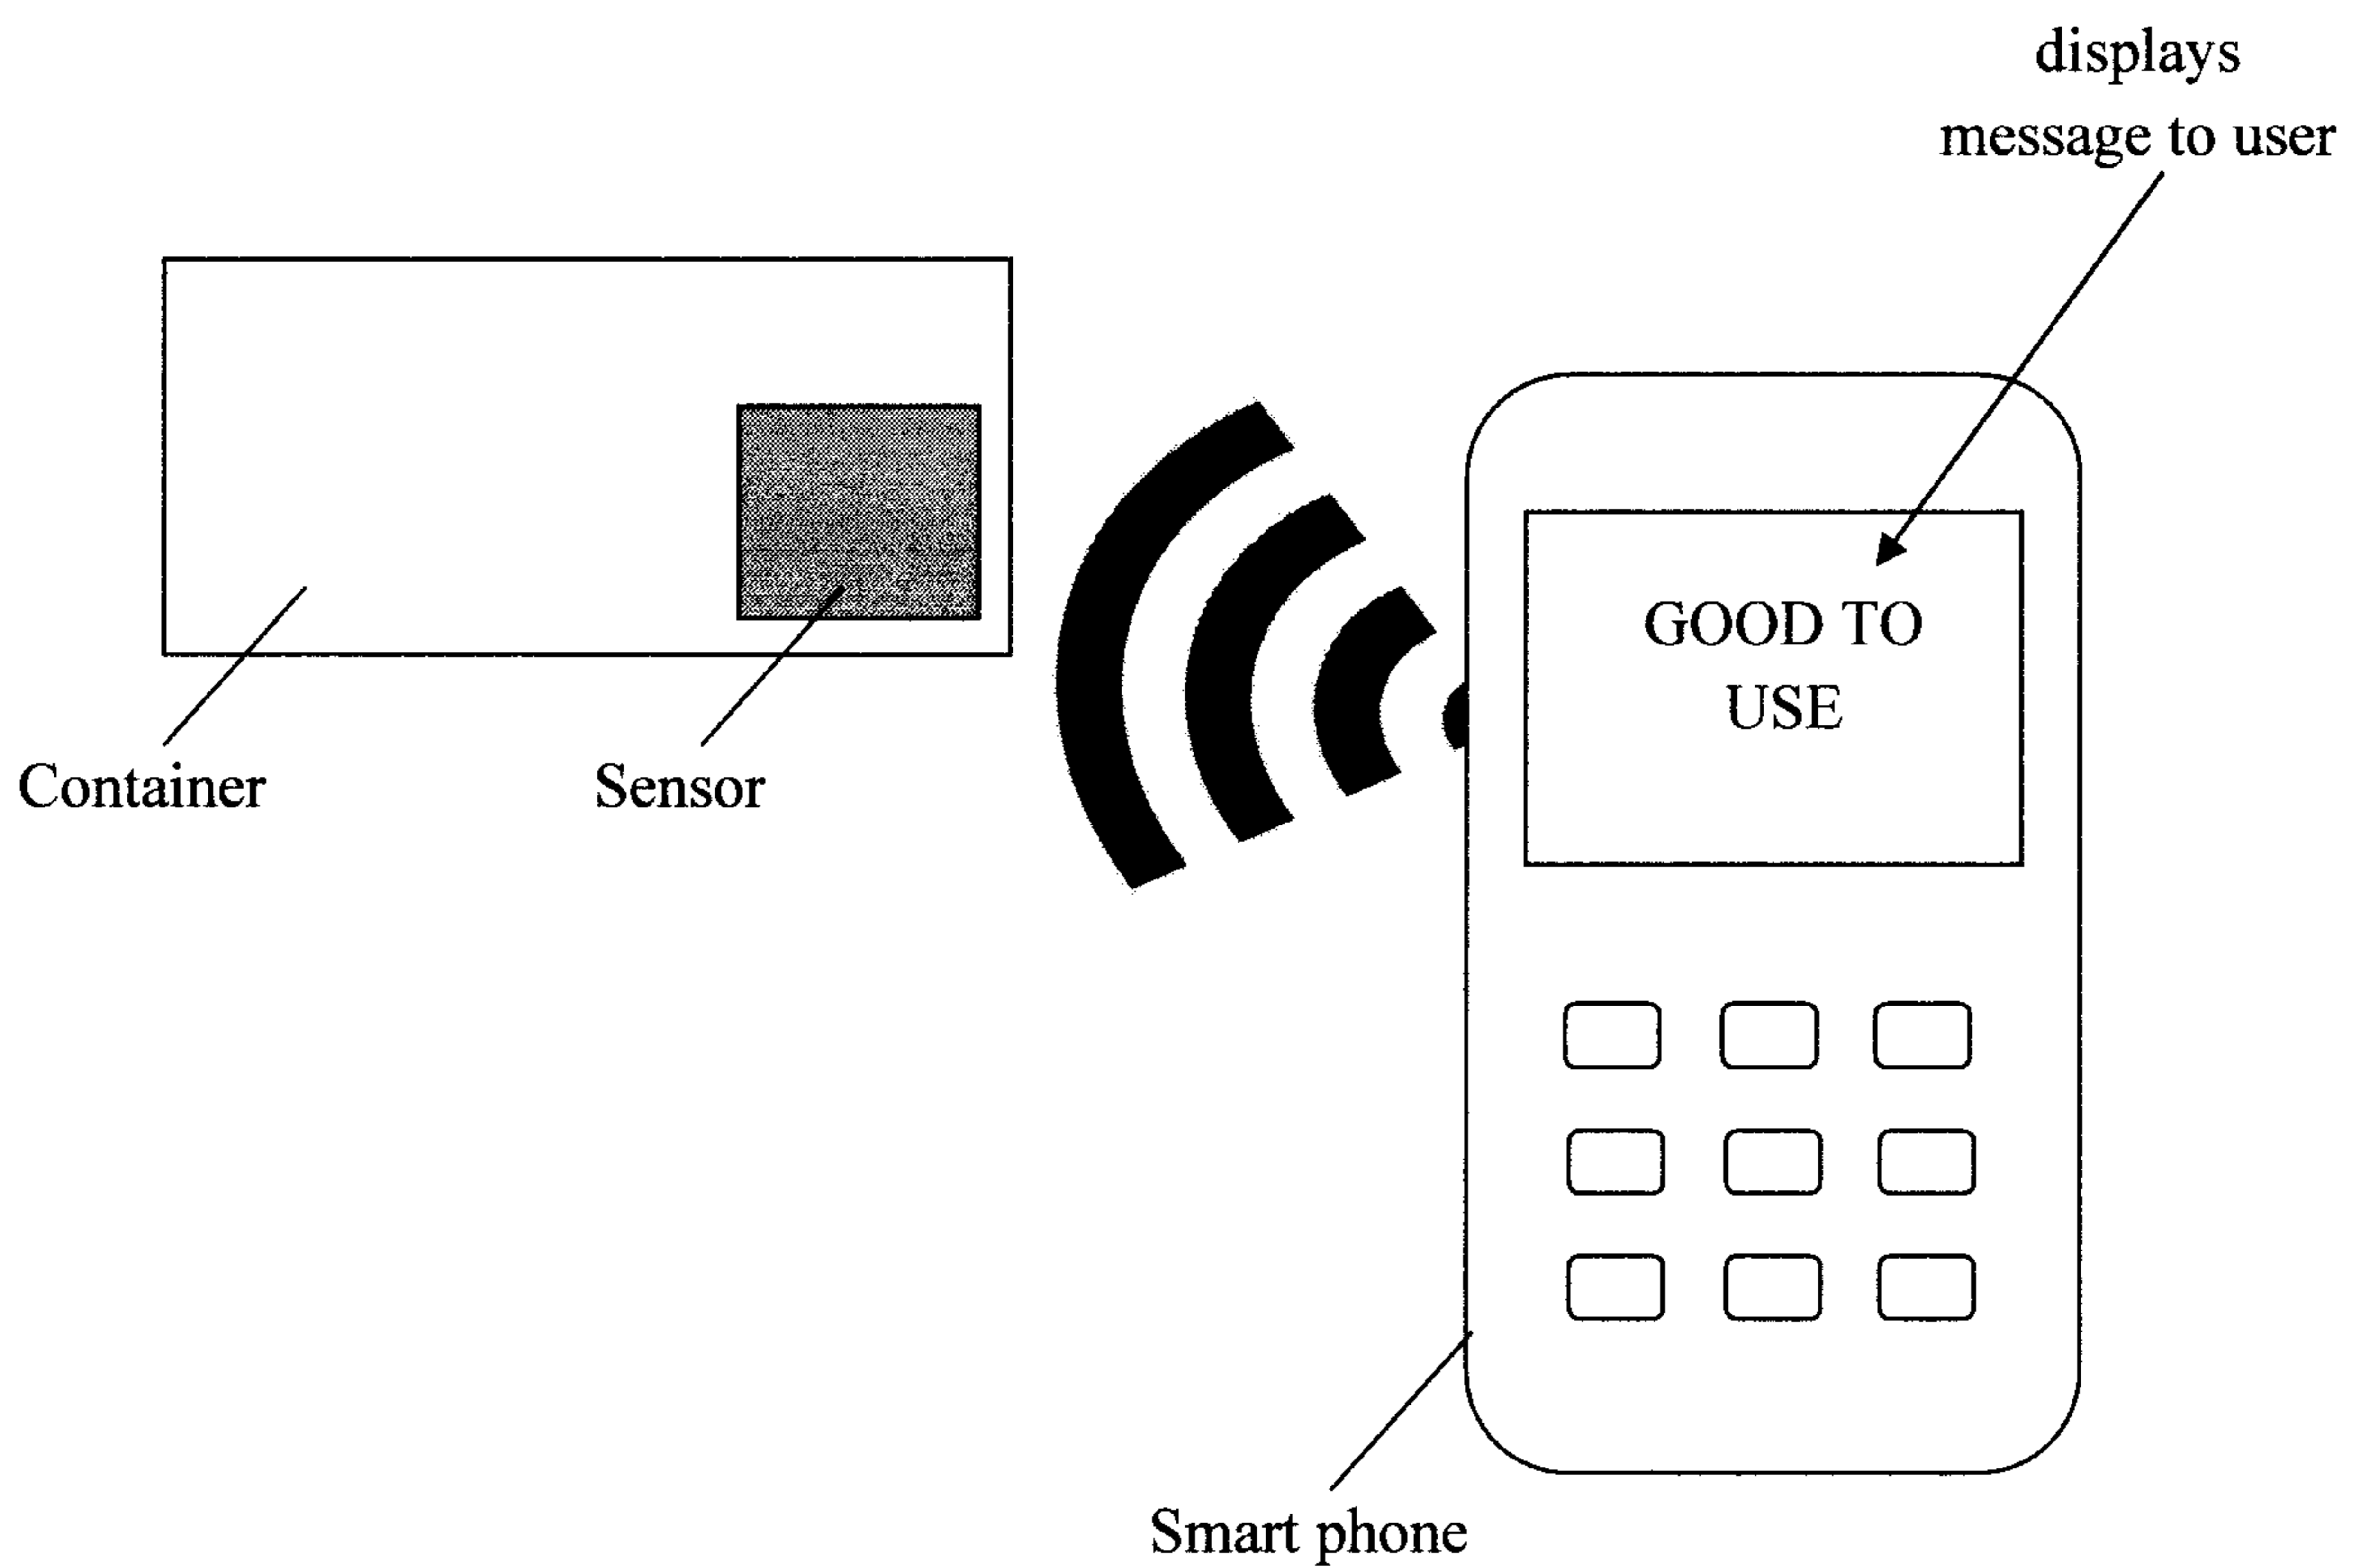 displays
message to user
GOOD TO
USE
Container
Sensor
Smart phone